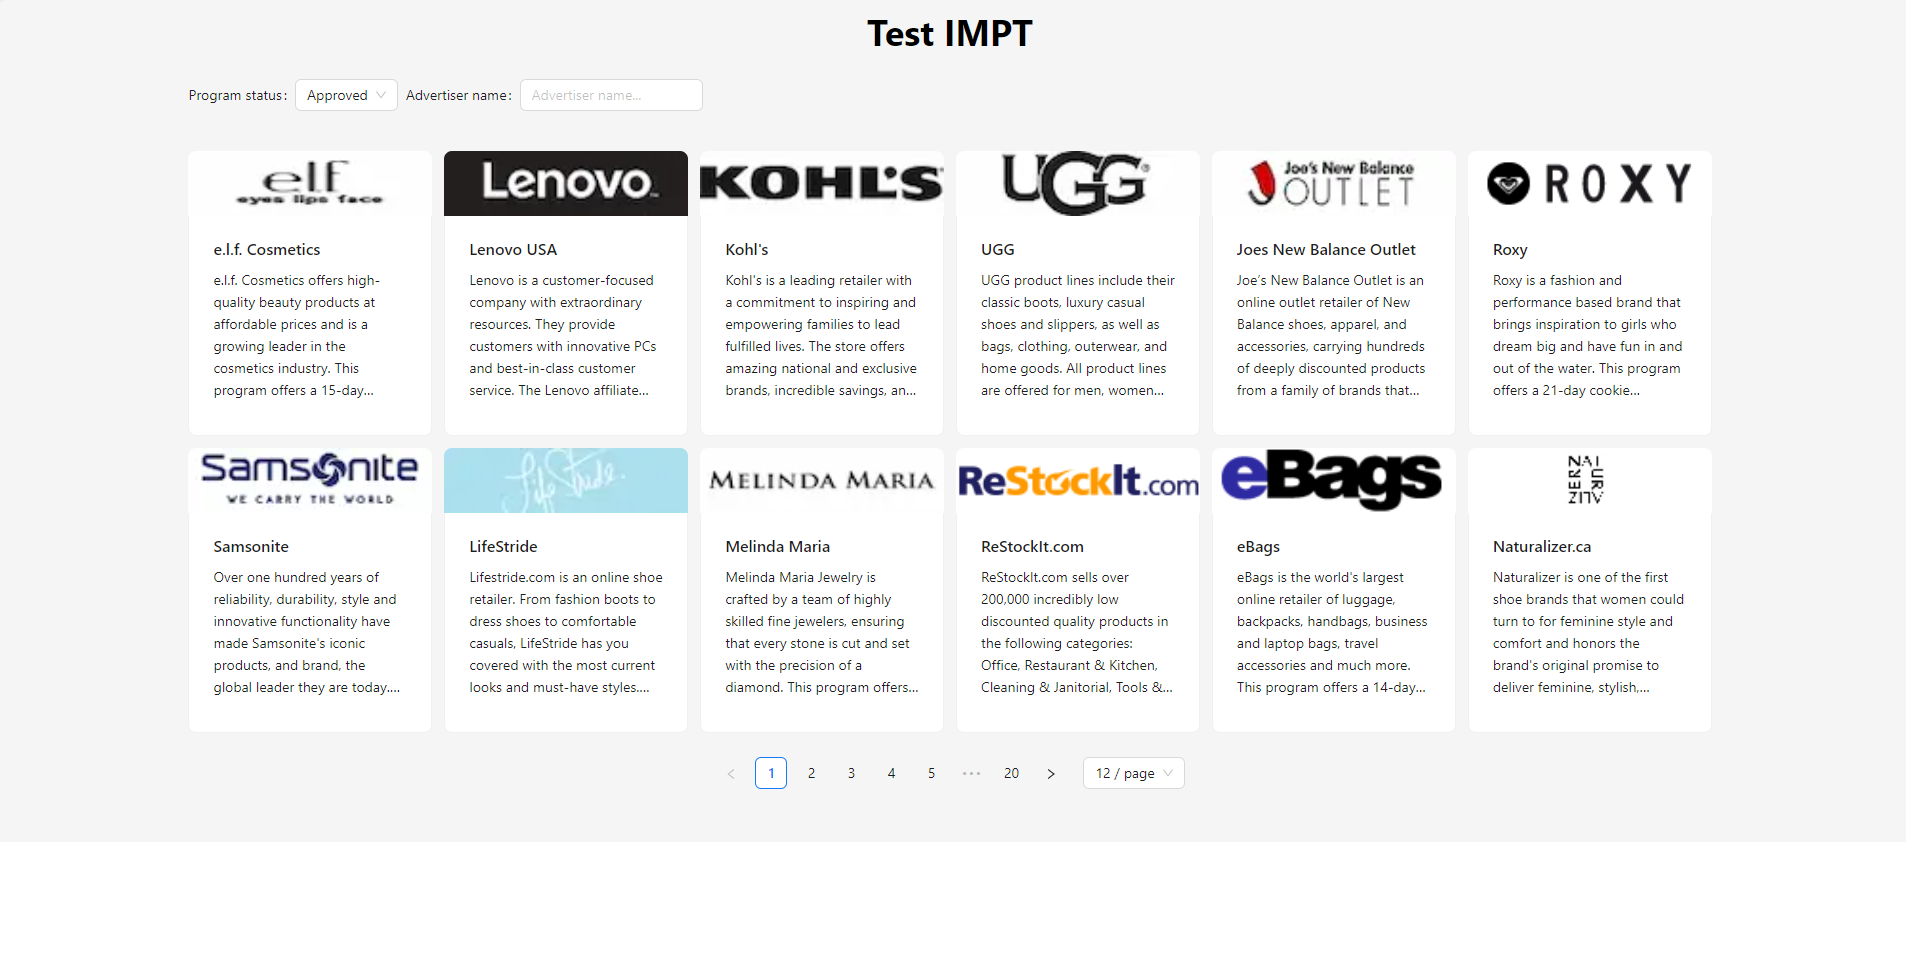 Test IMPT
Program status: Approved Advertiser name: Advertiser name...
elf
eyes lips face
e.l.f. Cosmetics
e.l.f. Cosmetics offers high-
quality beauty products at
affordable prices and is a
growing leader in the
cosmetics industry. This
program offers a 15-day...
Lenovo
Lenovo USA
Lenovo is a customer-focused
company with extraordinary
resources. They provide
customers with innovative PCs
and best-in-class customer
service. The Lenovo affiliate...
KOHL'S
Kohl's
Kohl's is a leading retailer with
a commitment to inspiring and
empowering families to lead
fulfilled lives. The store offers
amazing national and exclusive
brands, incredible savings, an...
UGG
UGG
UGG product lines include their
classic boots, luxury casual
shoes and slippers, as well as
bags, clothing, outerwear, and
home goods. All product lines
are offered for men, women...
Joe's New Balance
OUTLET
Joes New Balance Outlet
Joe's New Balance Outlet is an
online outlet retailer of New
Balance shoes, apparel, and
accessories, carrying hundreds
of deeply discounted products
from a family of brands that...
ROXY
Roxy
Roxy is a fashion and
performance based brand that
brings inspiration to girls who
dream big and have fun in and
out of the water. This program
offers a 21-day cookie...
Samsonite
WE CARRY THE WORLD
Samsonite
Over one hundred years of
reliability, durability, style and
innovative functionality have
made Samsonite's iconic
products, and brand, the
global leader they are today....
Life Stride.
LifeStride
Lifestride.com is an online shoe
retailer. From fashion boots to
dress shoes to comfortable
casuals, LifeStride has you
covered with the most current
looks and must-have styles....
MELINDA MARIA
Melinda Maria
Melinda Maria Jewelry is
crafted by a team of highly
skilled fine jewelers, ensuring
that every stone is cut and set
with the precision of a
diamond. This program offers...
ReStockIt.com
ReStockIt.com
ReStockIt.com sells over
200,000 incredibly low
discounted quality products in
the following categories:
Office, Restaurant & Kitchen,
Cleaning & Janitorial, Tools &...
eBags
eBags
eBags is the world's largest
online retailer of luggage,
backpacks, handbags, business
and laptop bags, travel
accessories and much more.
This program offers a 14-day...
NATURALIZER
Naturalizer.ca
Naturalizer is one of the first
shoe brands that women could
turn to for feminine style and
comfort and honors the
brand's original promise to
deliver feminine, stylish,...
< 1 2 3 4 5 ••• 20 > 12 / page